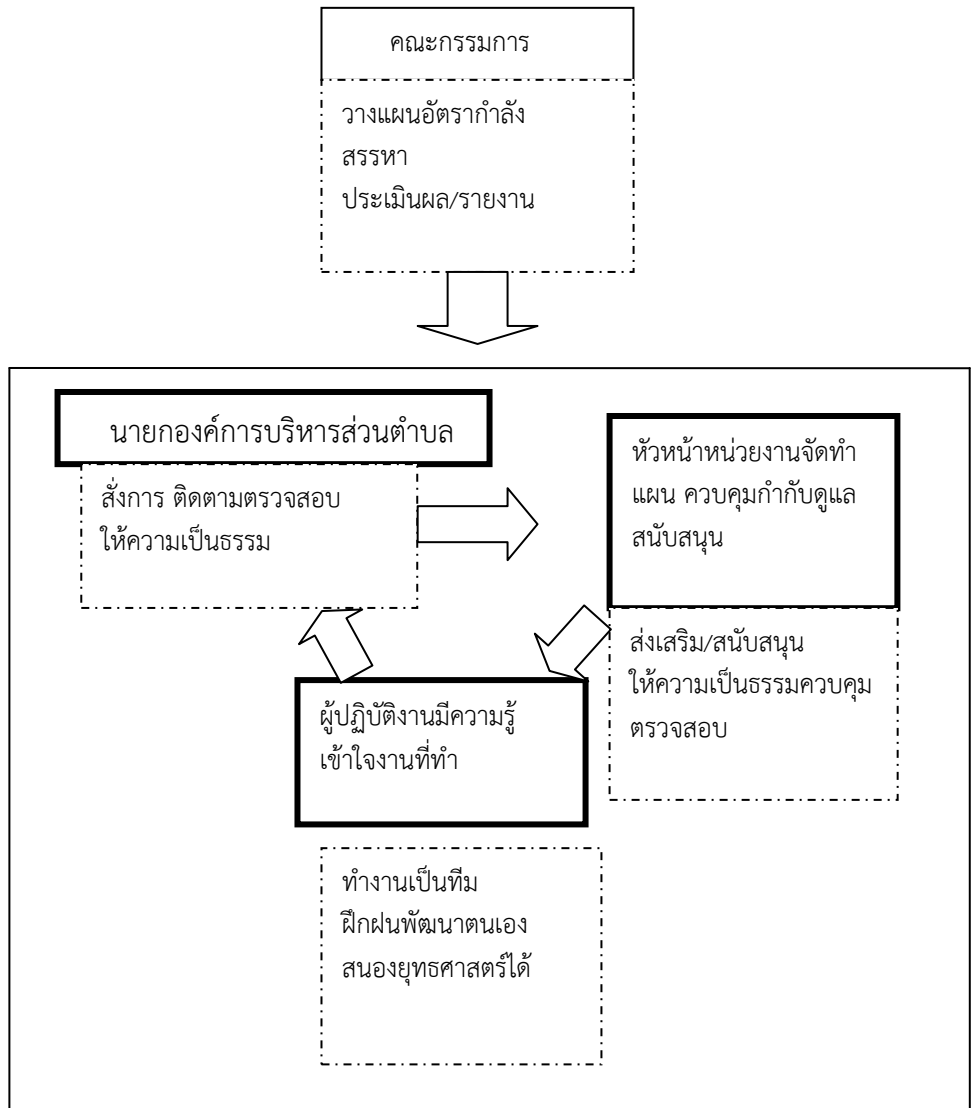 คณะกรรมการ
วางแผนอัตรากำลัง
สรรหา
ประเมินผล/รายงาน
นายกองค์การบริหารส่วนตำบล
สั่งการ ติดตามตรวจสอบ
ให้ความเป็นธรรม
หัวหน้าหน่วยงานจัดทำ
แผน ควบคุมกำกับดูแล
สนับสนุน
ส่งเสริม/สนับสนุน
ให้ความเป็นธรรมควบคุม
ตรวจสอบ
ผู้ปฏิบัติงานมีความรู้
เข้าใจงานที่ทำ
ทำงานเป็นทีม
ฝึกฝนพัฒนาตนเอง
สนองยุทธศาสตร์ได้